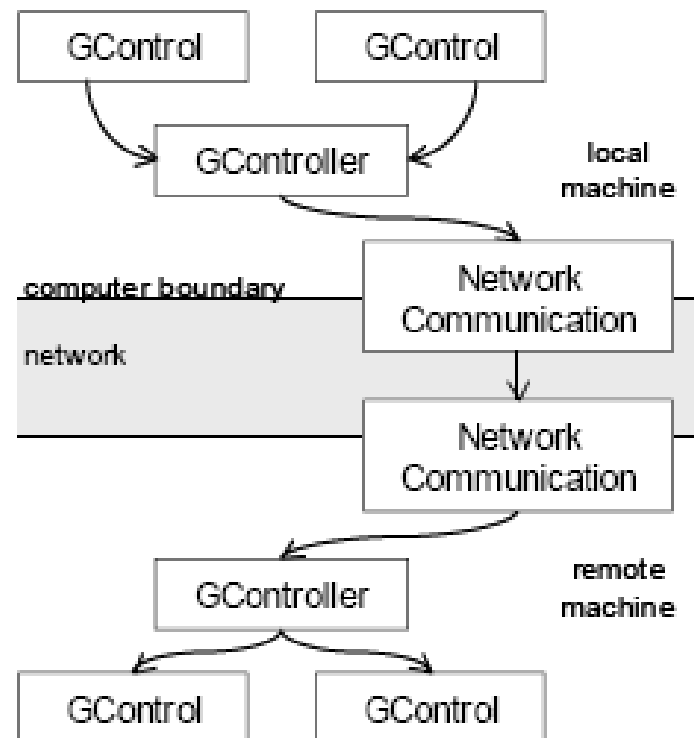 GControl
GControl
GController
local
machine
Network
Communication
computer boundary
network
Network
Communication
GController
remote
machine
GControl
GControl